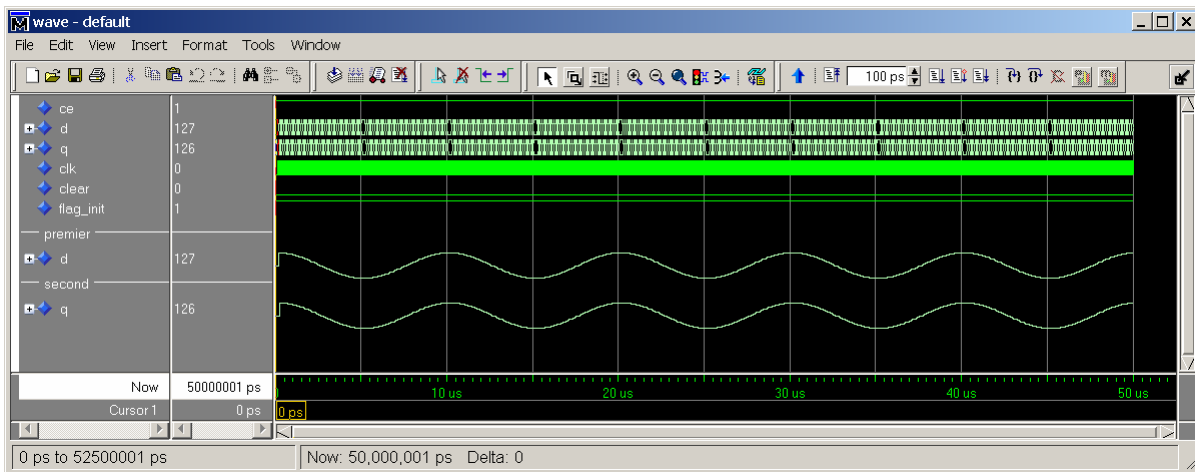 wave - default
File Edit View Insert Format Tools Window
100 ps
ce 1
d 127
q 126
clk 0
clear 0
flag_init 1
premier
d 127
second
q 126
Now 50000001 ps
10 us 20 us 30 us 40 us 50 us
Cursor 1 0 ps 0 ps
0 ps to 52500001 ps Now: 50,000,001 ps Delta: 0